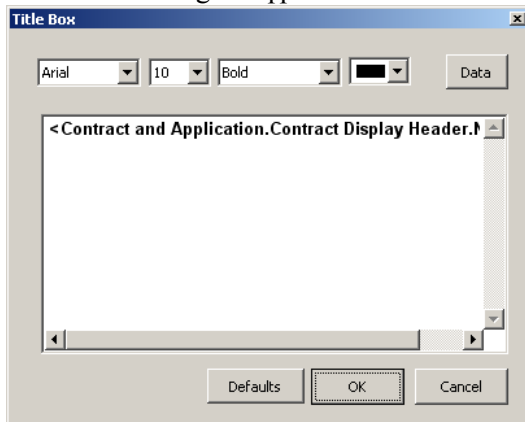 Title Box
Arial 10 Bold Data
<Contract and Application.Contract Display Header.
Defaults OK Cancel